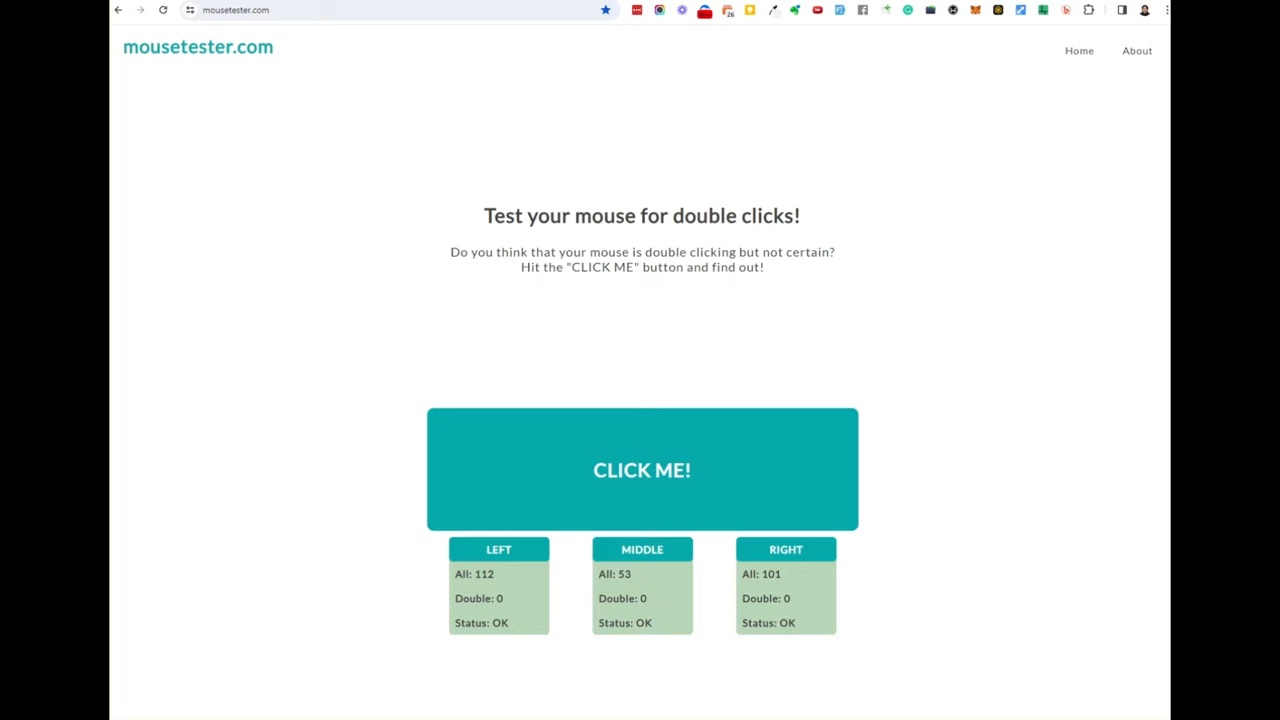 mousetester.com
mousetester.com
Home
About
26
Test your mouse for double clicks!
Do you think that your mouse is double clicking but not certain?
Hit the "CLICK ME" button and find out!
CLICK ME!
LEFT
All: 112
Double: 0
Status: OK
MIDDLE
All: 53
Double: 0
Status: OK
RIGHT
All: 101
Double: 0
Status: OK